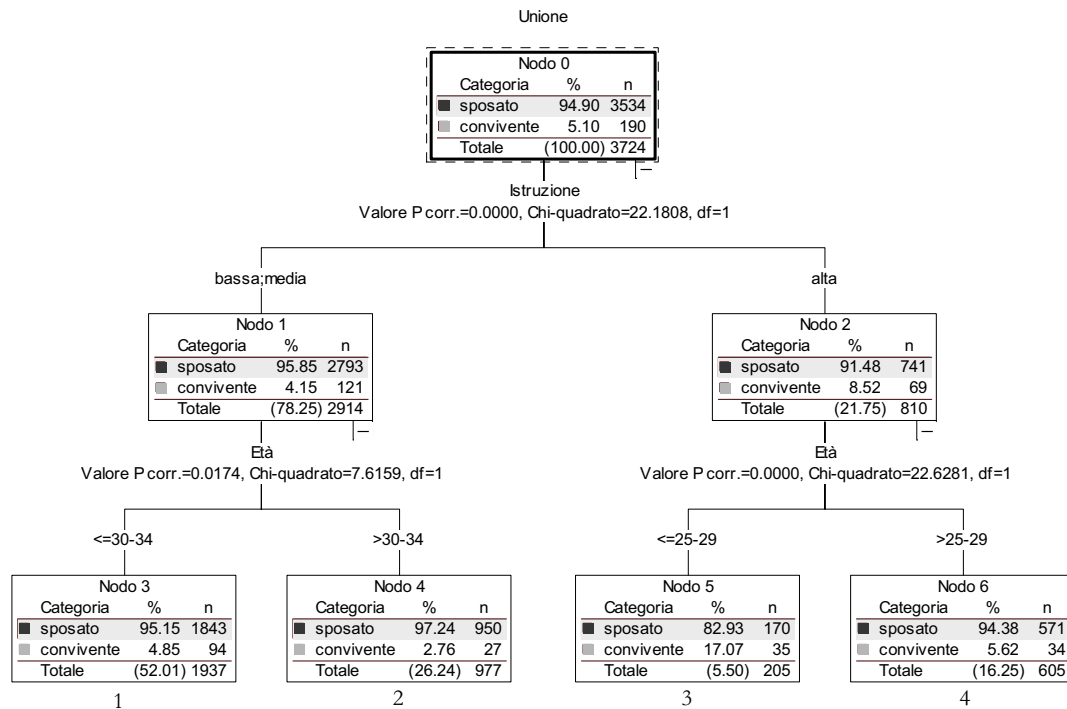 Unione
Nodo 0
Categoria % n
sposato 94.90 3534
convivente 5.10 190
Totale (100.00) 3724
Istruzione
Valore P corr.=0.0000, Chi-quadrato=22.1808, df=1
bassa;media
alta
Nodo 1
Categoria % n
sposato 95.85 2793
convivente 4.15 121
Totale (78.25) 2914
Nodo 2
Categoria % n
sposato 91.48 741
convivente 8.52 69
Totale (21.75) 810
Età
Valore P corr.=0.0174, Chi-quadrato=7.6159, df=1
Età
Valore P corr.=0.0000, Chi-quadrato=22.6281, df=1
<=30-34
>30-34
<=25-29
>25-29
Nodo 3
Categoria % n
sposato 95.15 1843
convivente 4.85 94
Totale (52.01) 1937
1
Nodo 4
Categoria % n
sposato 97.24 950
convivente 2.76 27
Totale (26.24) 977
2
Nodo 5
Categoria % n
sposato 82.93 170
convivente 17.07 35
Totale (5.50) 205
3
Nodo 6
Categoria % n
sposato 94.38 571
convivente 5.62 34
Totale (16.25) 605
4